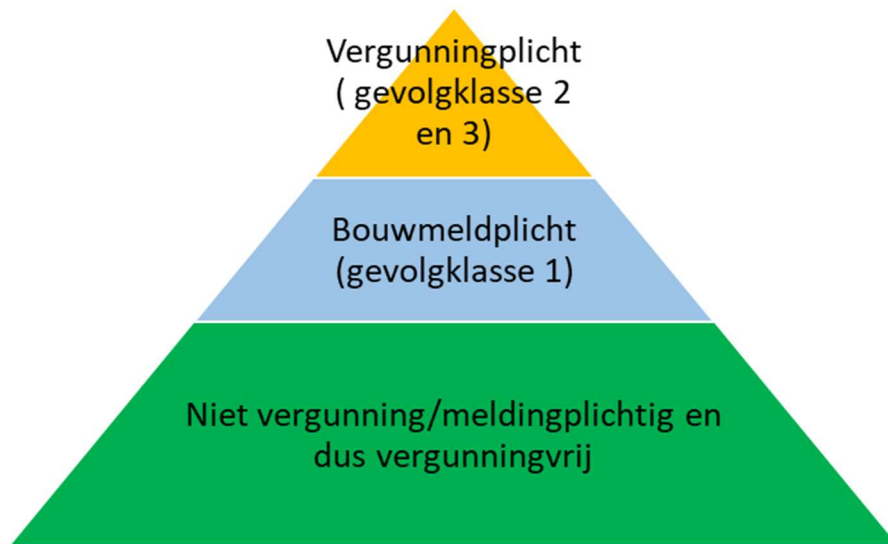 Vergunningplicht
( gevolgklasse 2
en 3)
Bouwmeldplicht
(gevolgklasse 1)
Niet vergunning/meldingplichtig en
dus vergunningvrij